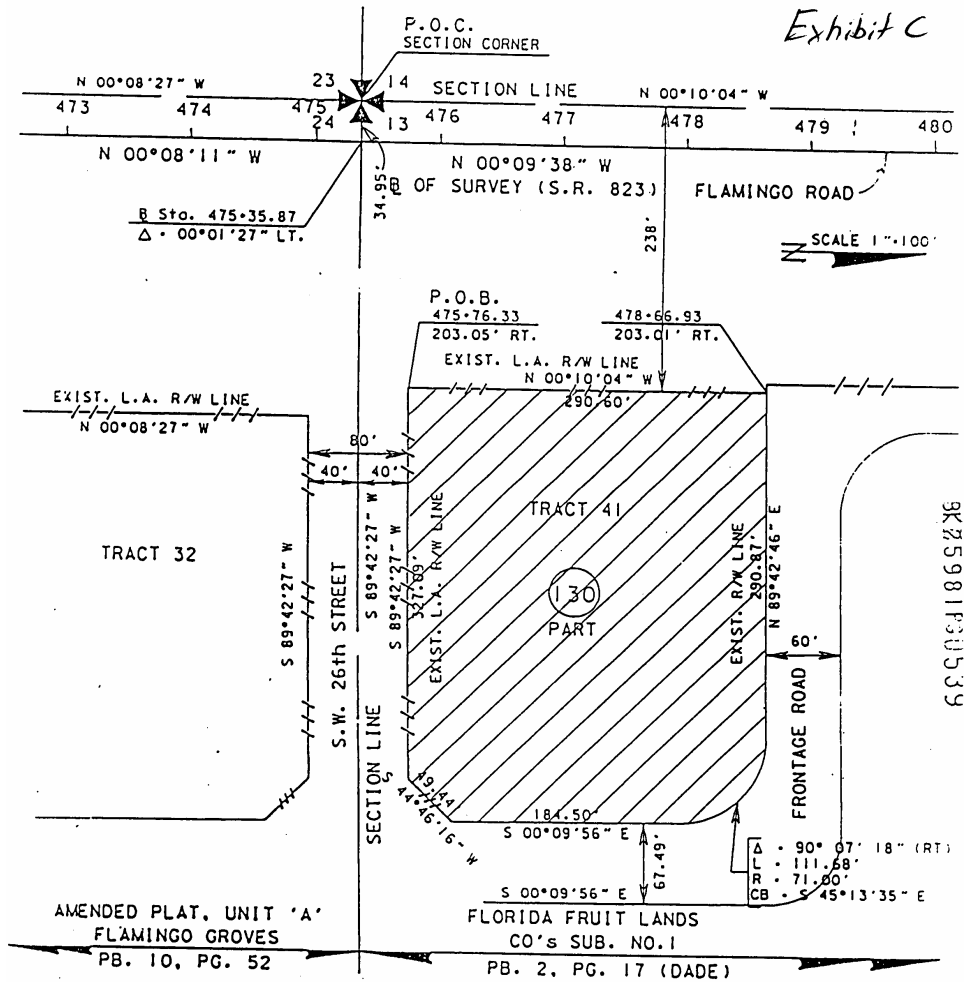 Exhibit C
P.O.C.
SECTION CORNER
N 00°08'27" W
23
14
SECTION LINE
N 00°10'04" W
473
474
475
24
13
476
477
478
479
480
N 00°08'11" W
N 00°09'38" W
34.95'
B OF SURVEY (S.R. 823)
FLAMINGO ROAD
B Sta. 475+35.87
Δ = 00°01'27" LT.
238'
SCALE 1"=100'
P.O.B.
475+76.33
203.05' RT.
478+66.93
203.01' RT.
EXIST. L.A. R/W LINE
N 00°10'04" W
290.60'
EXIST. L.A. R/W LINE
N 00°08'27" W
80'
40'
40'
TRACT 32
S 89°42'27" W
S.W. 26th STREET
S 89°42'27" W
SECTION LINE
S 89°42'27" W
327.09'
EXIST. L.A. R/W LINE
TRACT 41
130
PART
EXIST. R/W LINE
290.87'
N 89°42'46" E
60'
FRONTAGE ROAD
BK25981PG0539
49.44
S 44°46'16" W
184.50'
S 00°09'56" E
67.49'
S 00°09'56" E
Δ = 90° 07' 18" (RT)
L = 111.68'
R = 71.00'
CB = S 45°13'35" E
AMENDED PLAT, UNIT 'A'
FLAMINGO GROVES
PB. 10, PG. 52
FLORIDA FRUIT LANDS
CO's SUB. NO.1
PB. 2, PG. 17 (DADE)